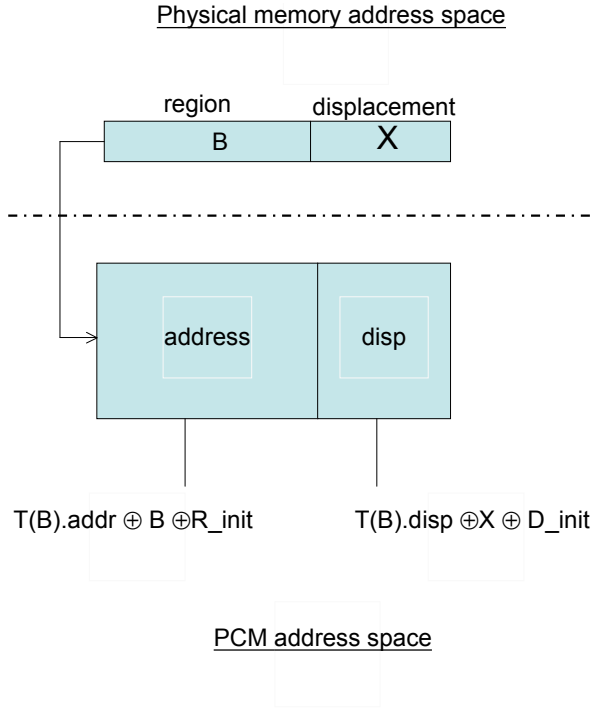 Physical memory address space
region displacement
B X
address disp
T(B).addr ⊕ B ⊕R_init T(B).disp ⊕X ⊕ D_init
PCM address space